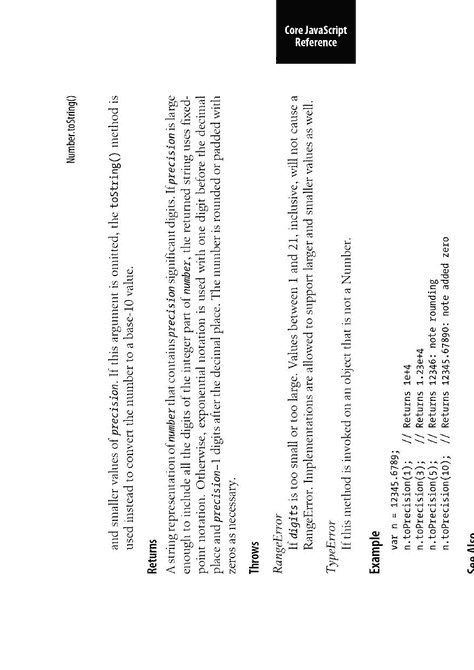 Core JavaScript
Reference
Number.toString()
and smaller values of precision. If this argument is omitted, the toString() method is
used instead to convert the number to a base-10 value.
Returns
A string representation of number that contains precision significant digits. If precision is large
enough to include all the digits of the integer part of number, the returned string uses fixed-
point notation. Otherwise, exponential notation is used with one digit before the decimal
place and precision–1 digits after the decimal place. The number is rounded or padded with
zeros as necessary.
Throws
RangeError
If digits is too small or too large. Values between 1 and 21, inclusive, will not cause a
RangeError. Implementations are allowed to support larger and smaller values as well.
TypeError
If this method is invoked on an object that is not a Number.
Example
var n = 12345.6789;
n.toPrecision(1); // Returns 1e+4
n.toPrecision(3); // Returns 1.23e+4
n.toPrecision(5); // Returns 12346: note rounding
n.toPrecision(10); // Returns 12345.67890: note added zero
See Also